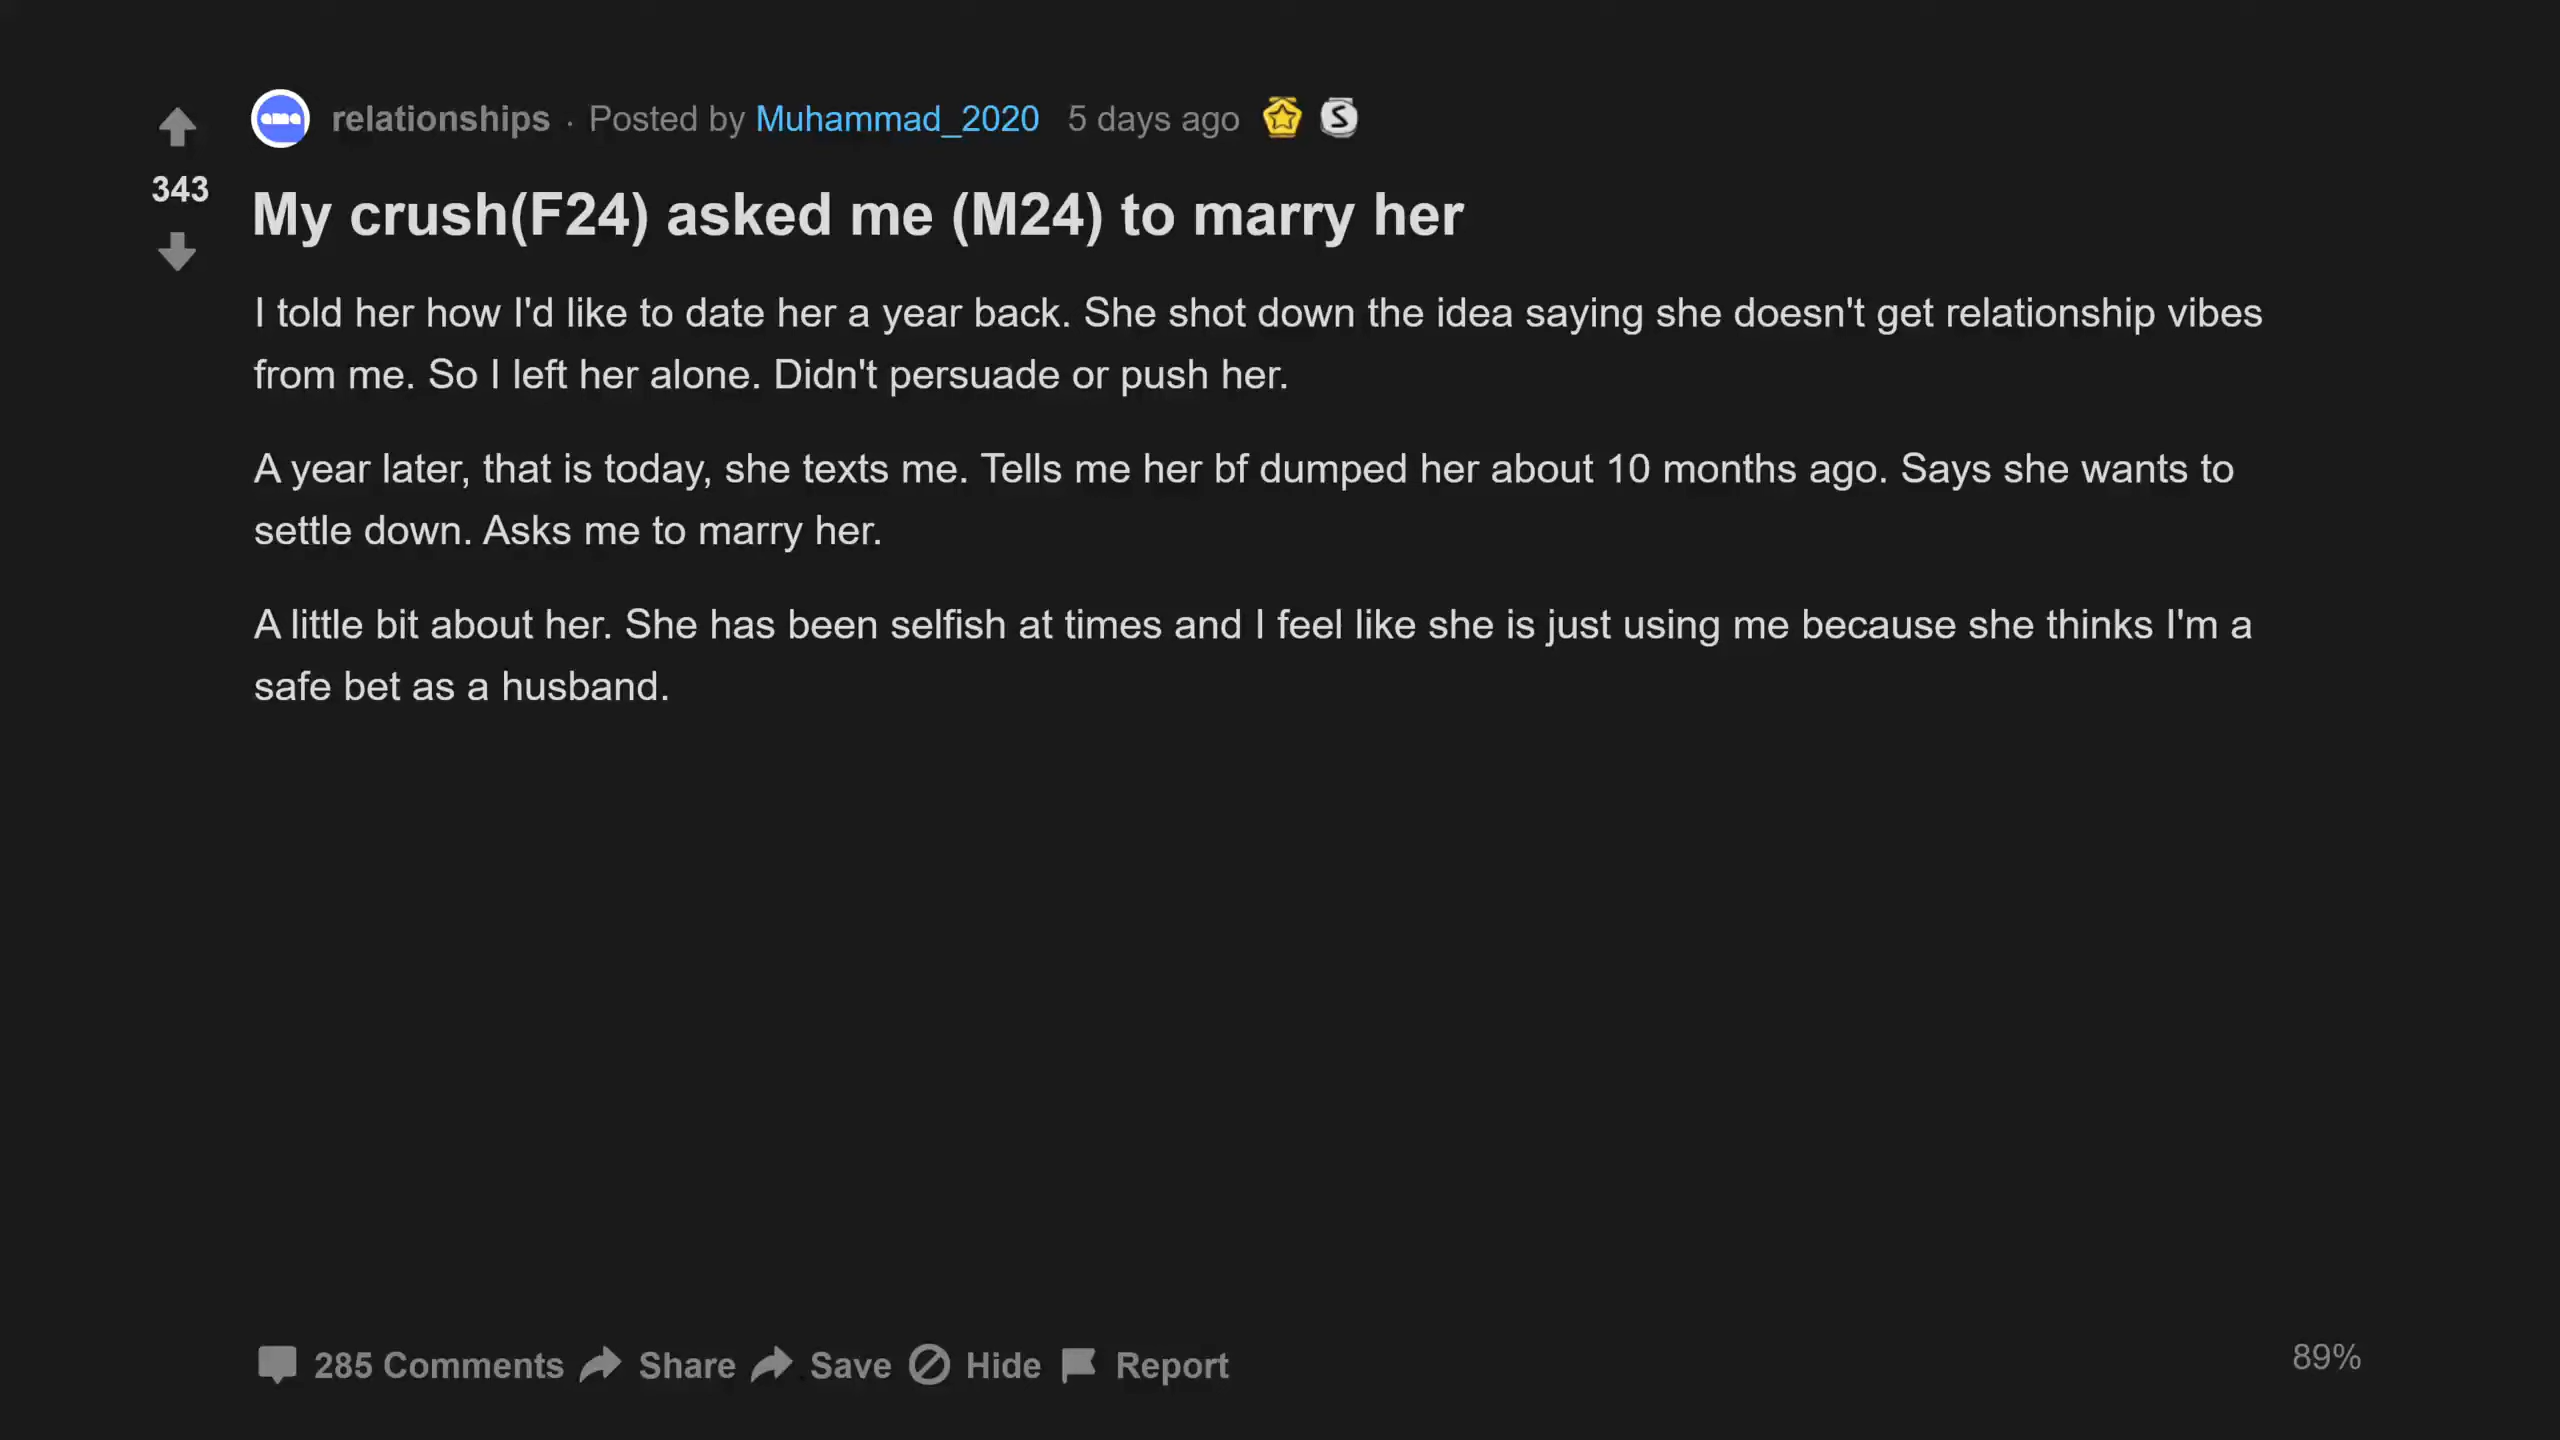 relationships · Posted by Muhammad_2020 5 days ago
343
My crush(F24) asked me (M24) to marry her
I told her how I'd like to date her a year back. She shot down the idea saying she doesn't get relationship vibes
from me. So I left her alone. Didn't persuade or push her.
A year later, that is today, she texts me. Tells me her bf dumped her about 10 months ago. Says she wants to
settle down. Asks me to marry her.
A little bit about her. She has been selfish at times and I feel like she is just using me because she thinks I'm a
safe bet as a husband.
285 Comments Share Save Hide Report
89%